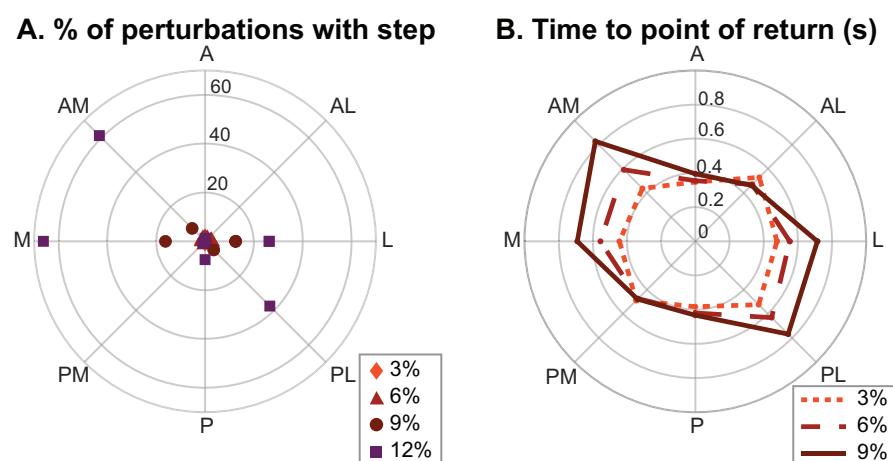 A. % of perturbations with step
A
60
AM
AL
40
20
M
L
PM
PL
P
3%
6%
9%
12%
B. Time to point of return (s)
A
0.8
AM
AL
0.6
0.4
0.2
0
M
L
PM
PL
P
3%
6%
9%